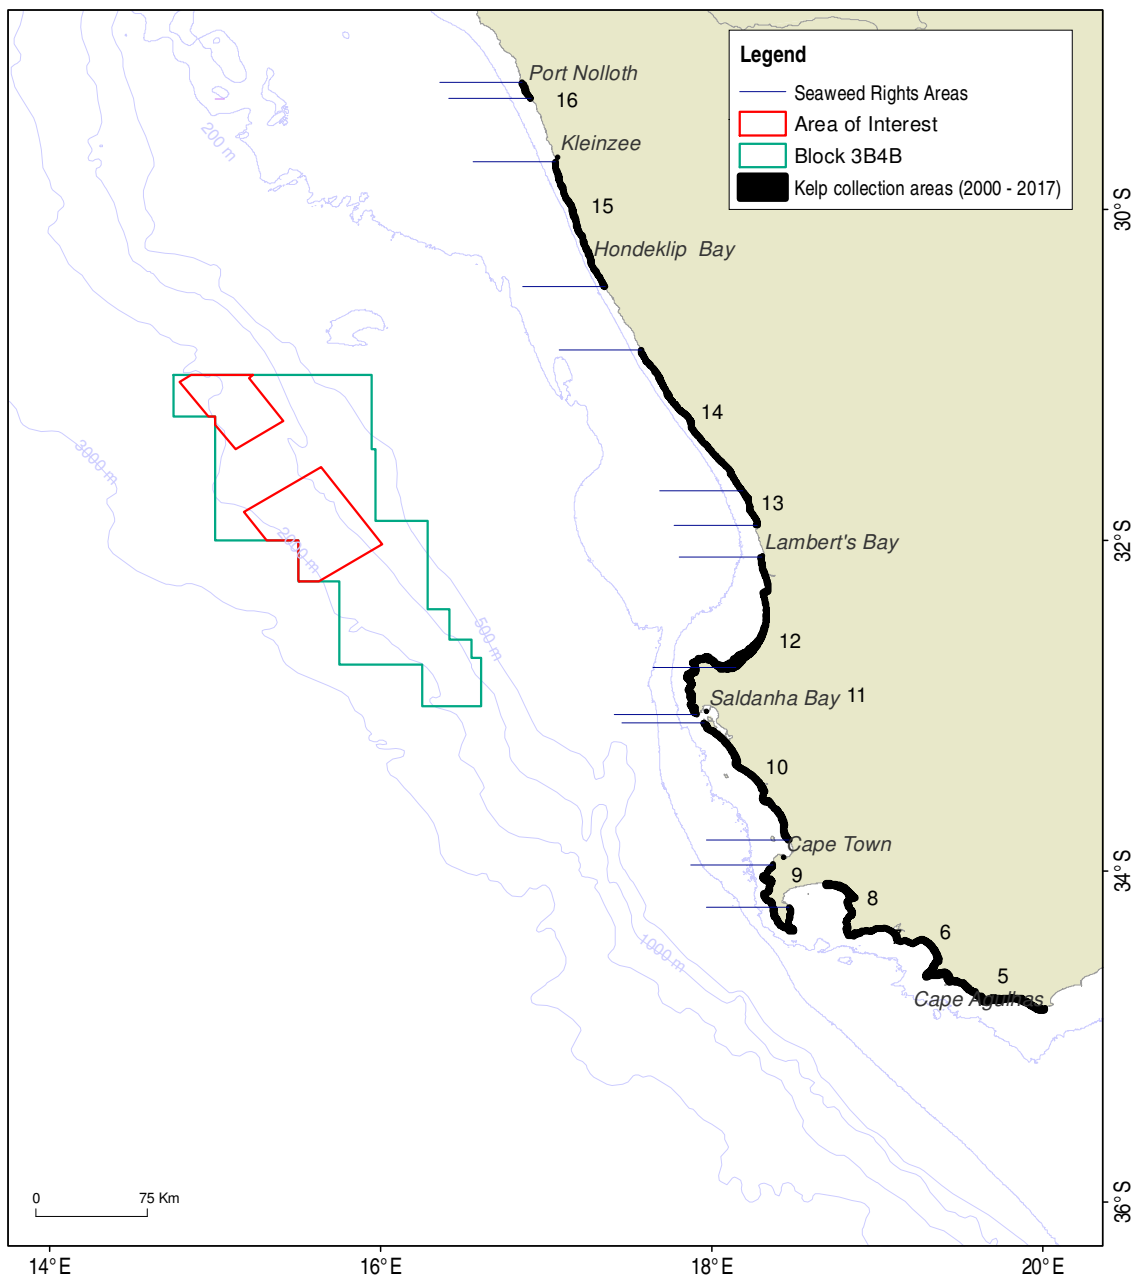 Legend
Seaweed Rights Areas
Area of Interest
Block 3B4B
Kelp collection areas (2000 - 2017)
Port Nolloth
16
Kleinzee
200 m
15
Hondeklip Bay
30°S
14
3000 m
13
2000 m
Lambert's Bay
32°S
500 m
12
Saldanha Bay 11
10
Cape Town
9
34°S
8
6
1000 m
5
Cape Agulhas
0 75 Km
36°S
14°E 16°E 18°E 20°E